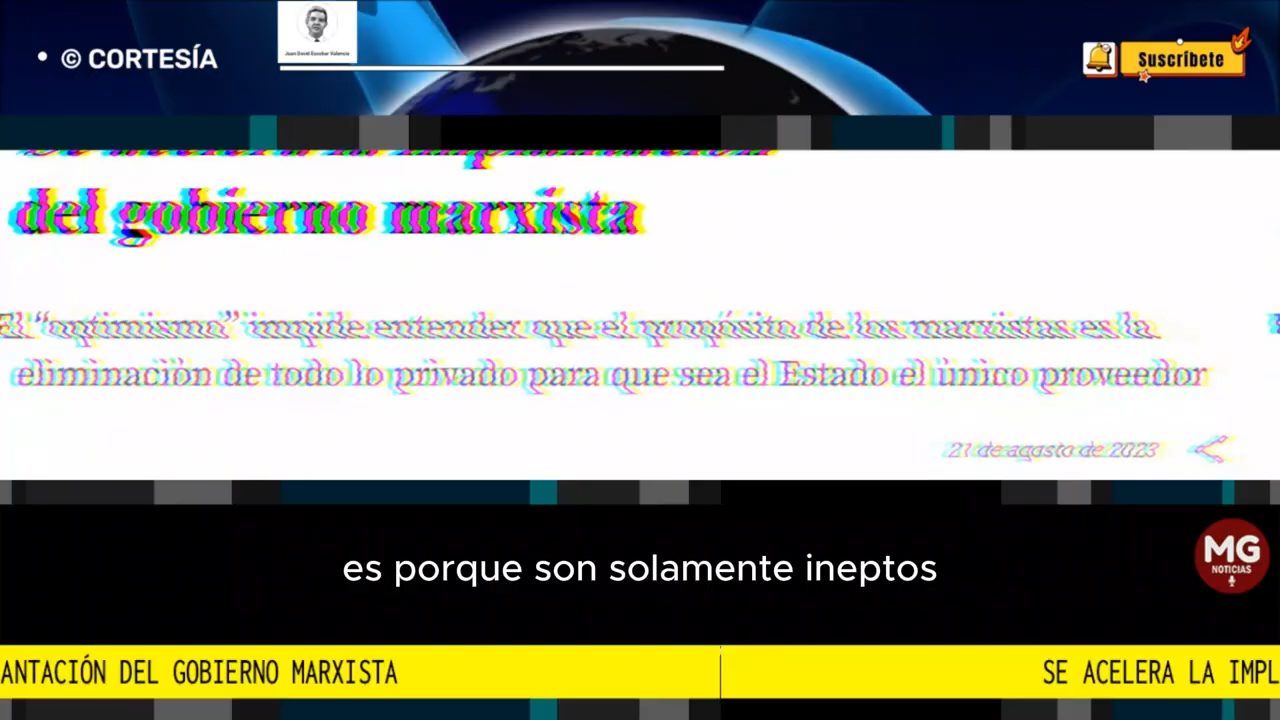 • © CORTESÍA
Juan David Escobar Valencia
Suscríbete
del gobierno marxista
El “optimismo” impide entender que el propósito de los marxistas es la
eliminación de todo lo privado para que sea el Estado el único proveedor
21 de agosto de 2023
es porque son solamente ineptos
MG
NOTICIAS
ANTACIÓN DEL GOBIERNO MARXISTA
SE ACELERA LA IMPL